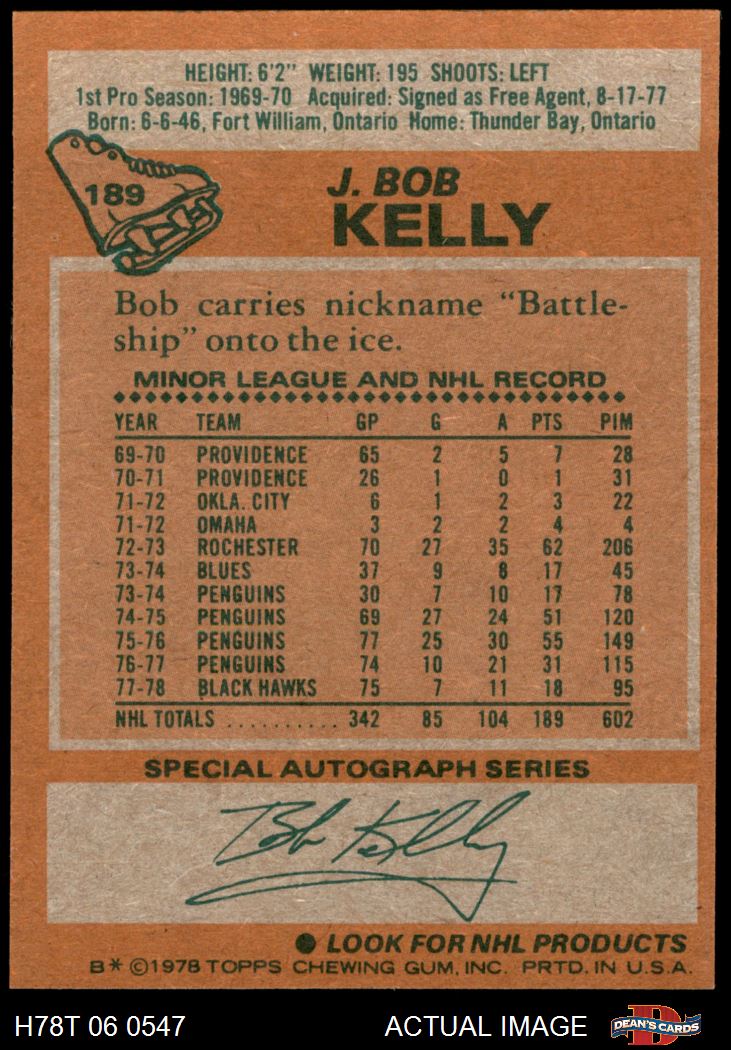 HEIGHT: 6'2" WEIGHT: 195 SHOOTS: LEFT
1st Pro Season: 1969-70 Acquired: Signed as Free Agent, 8-17-77
Born: 6-6-46, Fort William, Ontario Home: Thunder Bay, Ontario
189
J. BOB
KELLY
Bob carries nickname "Battle-
ship" onto the ice.
MINOR LEAGUE AND NHL RECORD
YEAR TEAM GP G A PTS PIM
69-70 PROVIDENCE 65 2 5 7 28
70-71 PROVIDENCE 26 1 0 1 31
71-72 OKLA. CITY 6 1 2 3 22
71-72 OMAHA 3 2 2 4 4
72-73 ROCHESTER 70 27 35 62 206
73-74 BLUES 37 9 8 17 45
73-74 PENGUINS 30 7 10 17 78
74-75 PENGUINS 69 27 24 51 120
75-76 PENGUINS 77 25 30 55 149
76-77 PENGUINS 74 10 21 31 115
77-78 BLACK HAWKS 75 7 11 18 95
NHL TOTALS .......... 342 85 104 189 602
SPECIAL AUTOGRAPH SERIES
Bob Kelly
● LOOK FOR NHL PRODUCTS
B* ©1978 TOPPS CHEWING GUM, INC. PRTD. IN U.S.A.
H78T 06 0547 ACTUAL IMAGE D DEAN'S CARDS